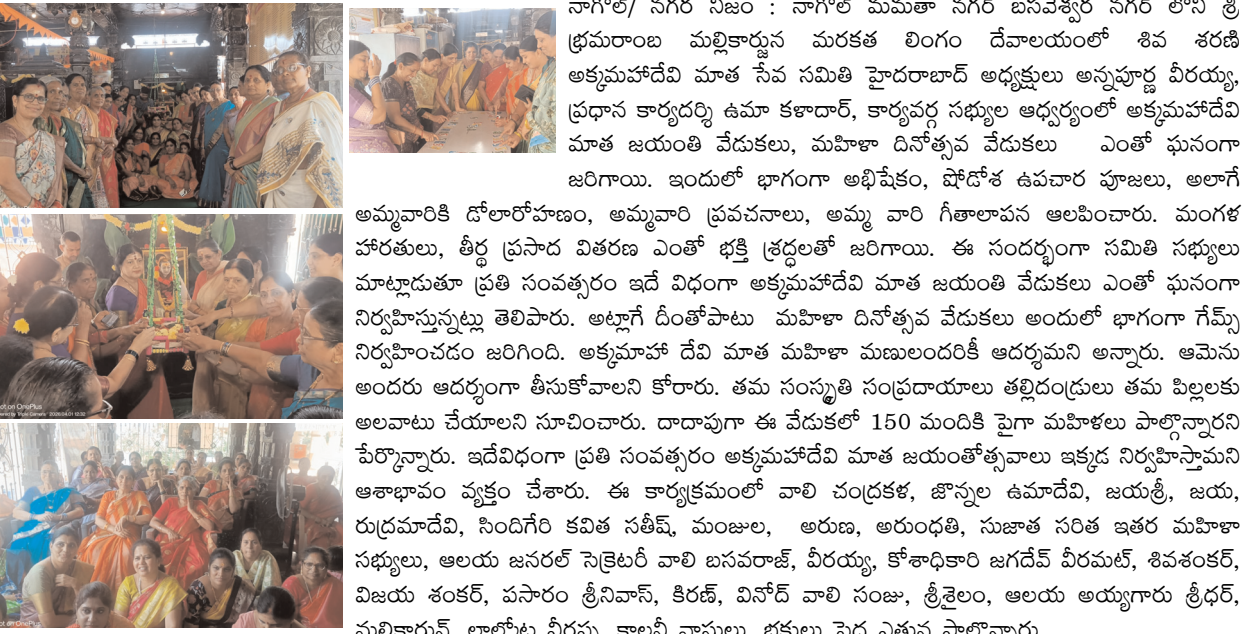 నాగోల్/ నగర నిజం : నాగోల్ మమతా నగర్ బసవేశ్వర నగర్ లోని శ్రీ
భ్రమరాంబ మల్లికార్జున మరకత లింగం దేవాలయంలో శివ శరణి
అక్కమహాదేవి మాత సేవ సమితి హైదరాబాద్ అధ్యక్షులు అన్నపూర్ణ వీరయ్య,
ప్రధాన కార్యదర్శి ఉమా కళాదార్, కార్యవర్గ సభ్యుల ఆధ్వర్యంలో అక్కమహాదేవి
మాత జయంతి వేడుకలు, మహిళా దినోత్సవ వేడుకలు ఎంతో ఘనంగా
జరిగాయి. ఇందులో భాగంగా అభిషేకం, షోడోశ ఉపచార పూజలు, అలాగే
అమ్మవారికి డోలారోహణం, అమ్మవారి ప్రవచనాలు, అమ్మ వారి గీతాలాపన ఆలపించారు. మంగళ
హారతులు, తీర్థ ప్రసాద వితరణ ఎంతో భక్తి శ్రద్ధలతో జరిగాయి. ఈ సందర్భంగా సమితి సభ్యులు
మాట్లాడుతూ ప్రతి సంవత్సరం ఇదే విధంగా అక్కమహాదేవి మాత జయంతి వేడుకలు ఎంతో ఘనంగా
నిర్వహిస్తున్నట్లు తెలిపారు. అట్లాగే దీంతోపాటు మహిళా దినోత్సవ వేడుకలు అందులో భాగంగా గేమ్స్
నిర్వహించడం జరిగింది. అక్కమాహా దేవి మాత మహిళా మణులందరికీ ఆదర్శమని అన్నారు. ఆమెను
అందరు ఆదర్శంగా తీసుకోవాలని కోరారు. తమ సంస్కృతి సంప్రదాయాలు తల్లిదండ్రులు తమ పిల్లలకు
అలవాటు చేయాలని సూచించారు. దాదాపుగా ఈ వేడుకలో 150 మందికి పైగా మహిళలు పాల్గొన్నారని
పేర్కొన్నారు. ఇదేవిధంగా ప్రతి సంవత్సరం అక్కమహాదేవి మాత జయంతోత్సవాలు ఇక్కడ నిర్వహిస్తామని
ఆశాభావం వ్యక్తం చేశారు. ఈ కార్యక్రమంలో వాలి చంద్రకళ, జొన్నల ఉమాదేవి, జయశ్రీ, జయ,
రుద్రమాదేవి, సిందిగేరి కవిత సతీష్, మంజుల, అరుణ, అరుంధతి, సుజాత సరిత ఇతర మహిళా
సభ్యులు, ఆలయ జనరల్ సెక్రెటరీ వాలి బసవరాజ్, వీరయ్య, కోశాధికారి జగదేవ్ వీరమట్, శివశంకర్,
విజయ శంకర్, పసారం శ్రీనివాస్, కిరణ్, వినోద్ వాలి సంజు, శ్రీశైలం, ఆలయ అయ్యగారు శ్రీధర్,